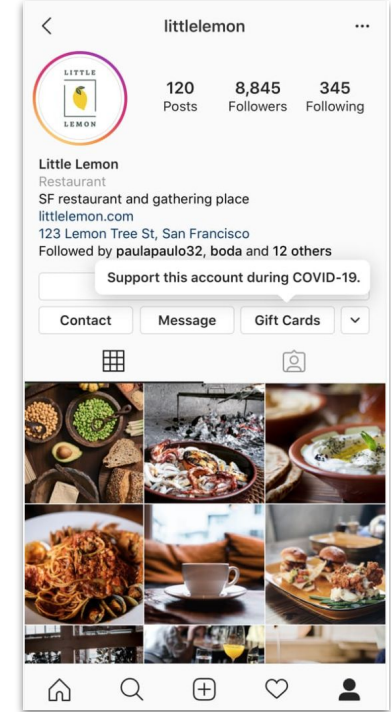 littlelemon
LITTLE
LEMON
120 8,845 345
Posts Followers Following
Little Lemon
Restaurant
SF restaurant and gathering place
littlelemon.com
123 Lemon Tree St, San Francisco
Followed by paulapaulo32, boda and 12 others
Support this account during COVID-19.
Contact Message Gift Cards